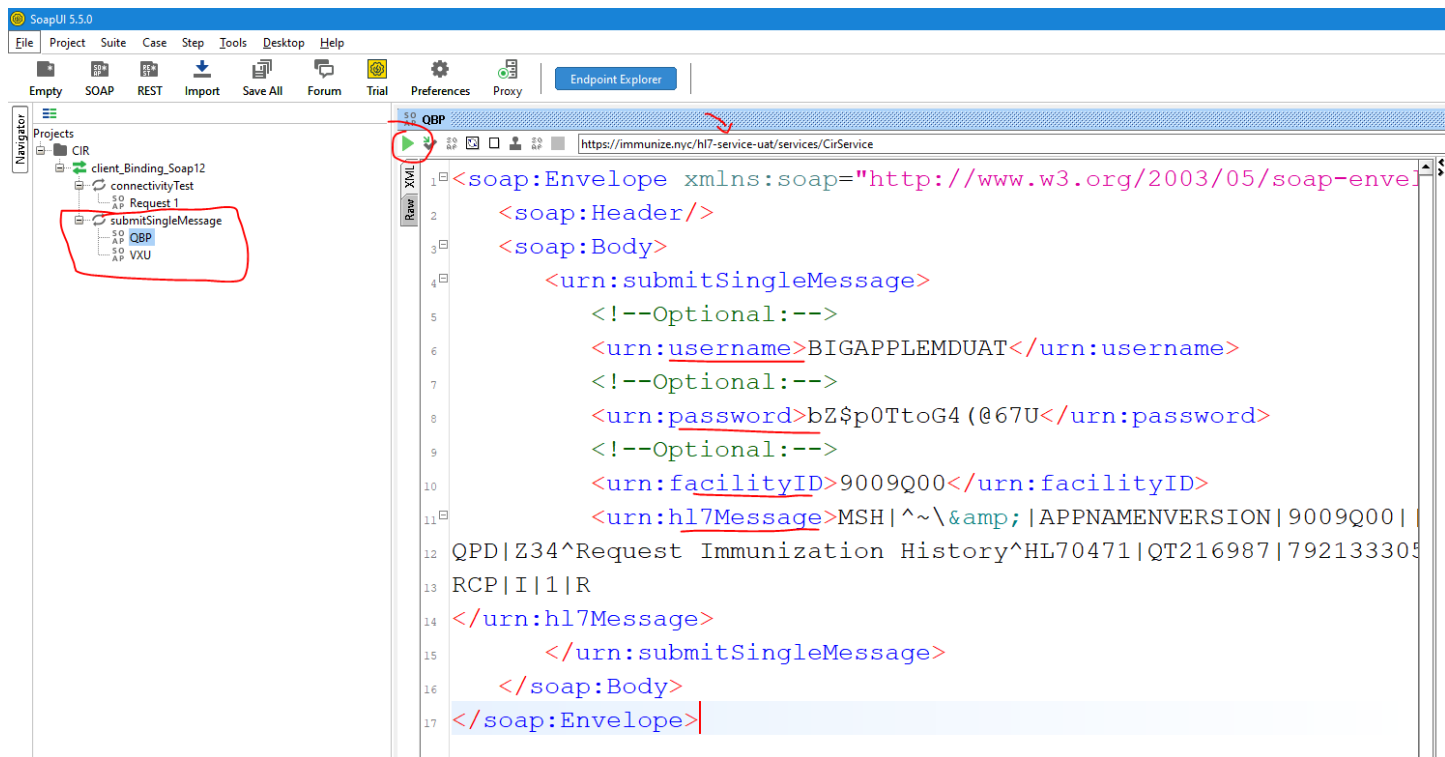 SoapUI 5.5.0
File Project Suite Case Step Tools Desktop Help
Empty SOAP REST Import Save All Forum Trial Preferences Proxy Endpoint Explorer
Navigator
Projects
CIR
client_Binding_Soap12
connectivityTest
Request 1
submitSingleMessage
QBP
VXU
QBP
https://immunize.nyc/hl7-service-uat/services/CirService
XML
Raw
1 <soap:Envelope xmlns:soap="http://www.w3.org/2003/05/soap-envel
2 <soap:Header/>
3 <soap:Body>
4 <urn:submitSingleMessage>
5 <!--Optional:-->
6 <urn:username>BIGAPPLEMDUAT</urn:username>
7 <!--Optional:-->
8 <urn:password>bZ$p0TtoG4(@67U</urn:password>
9 <!--Optional:-->
10 <urn:facilityID>9009Q00</urn:facilityID>
11 <urn:hl7Message>MSH|^~\&amp;|APPNAMENVERSION|9009Q00||
12 QPD|Z34^Request Immunization History^HL70471|QT216987|792133305
13 RCP|I|1|R
14 </urn:hl7Message>
15 </urn:submitSingleMessage>
16 </soap:Body>
17 </soap:Envelope>